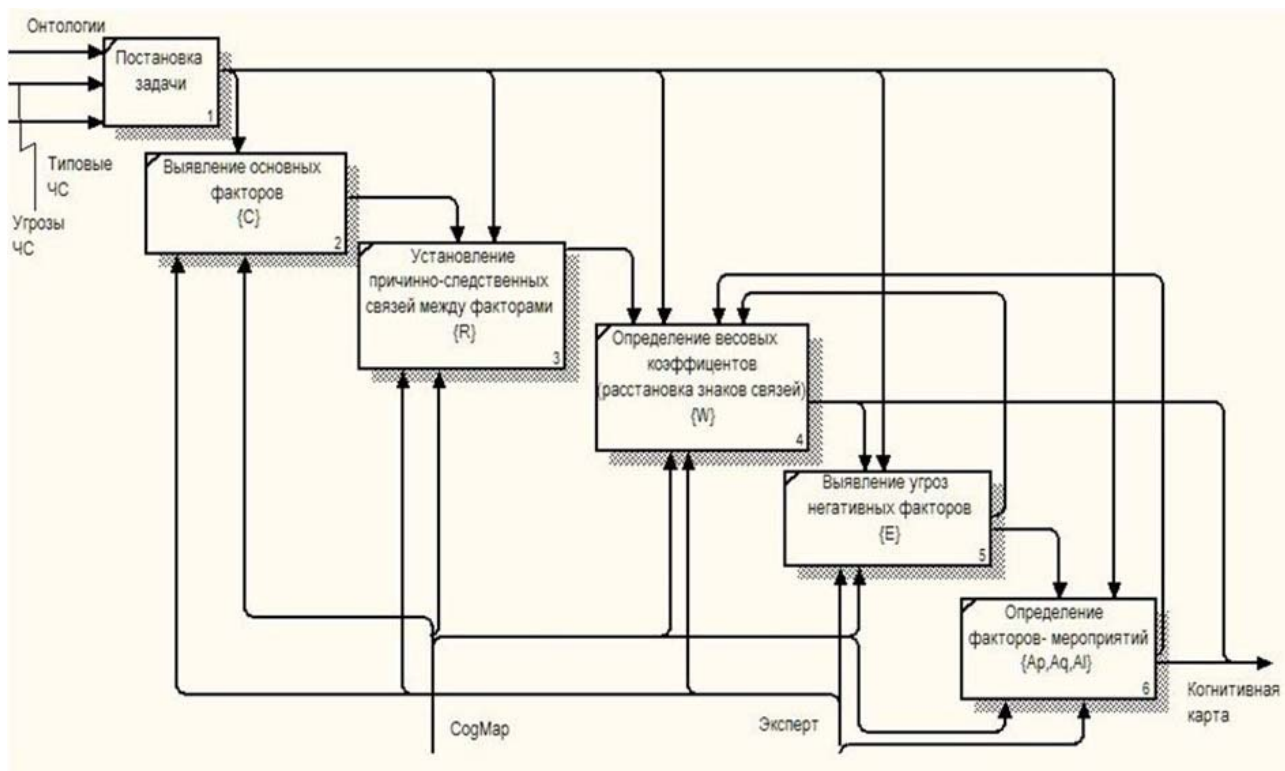 Онтологии
Постановка
задачи
1
Типовые
ЧС
Угрозы
ЧС
Выявление основных
факторов
{C}
2
Установление
причинно-следственных
связей между факторами
{R}
3
Определение весовых
коэффицентов
(расстановка знаков связей)
{W}
4
Выявление угроз
негативных факторов
{E}
5
Определение
факторов- мероприятий
{Ap,Aq,Al}
6
Когнитивная
карта
CogMap
Эксперт